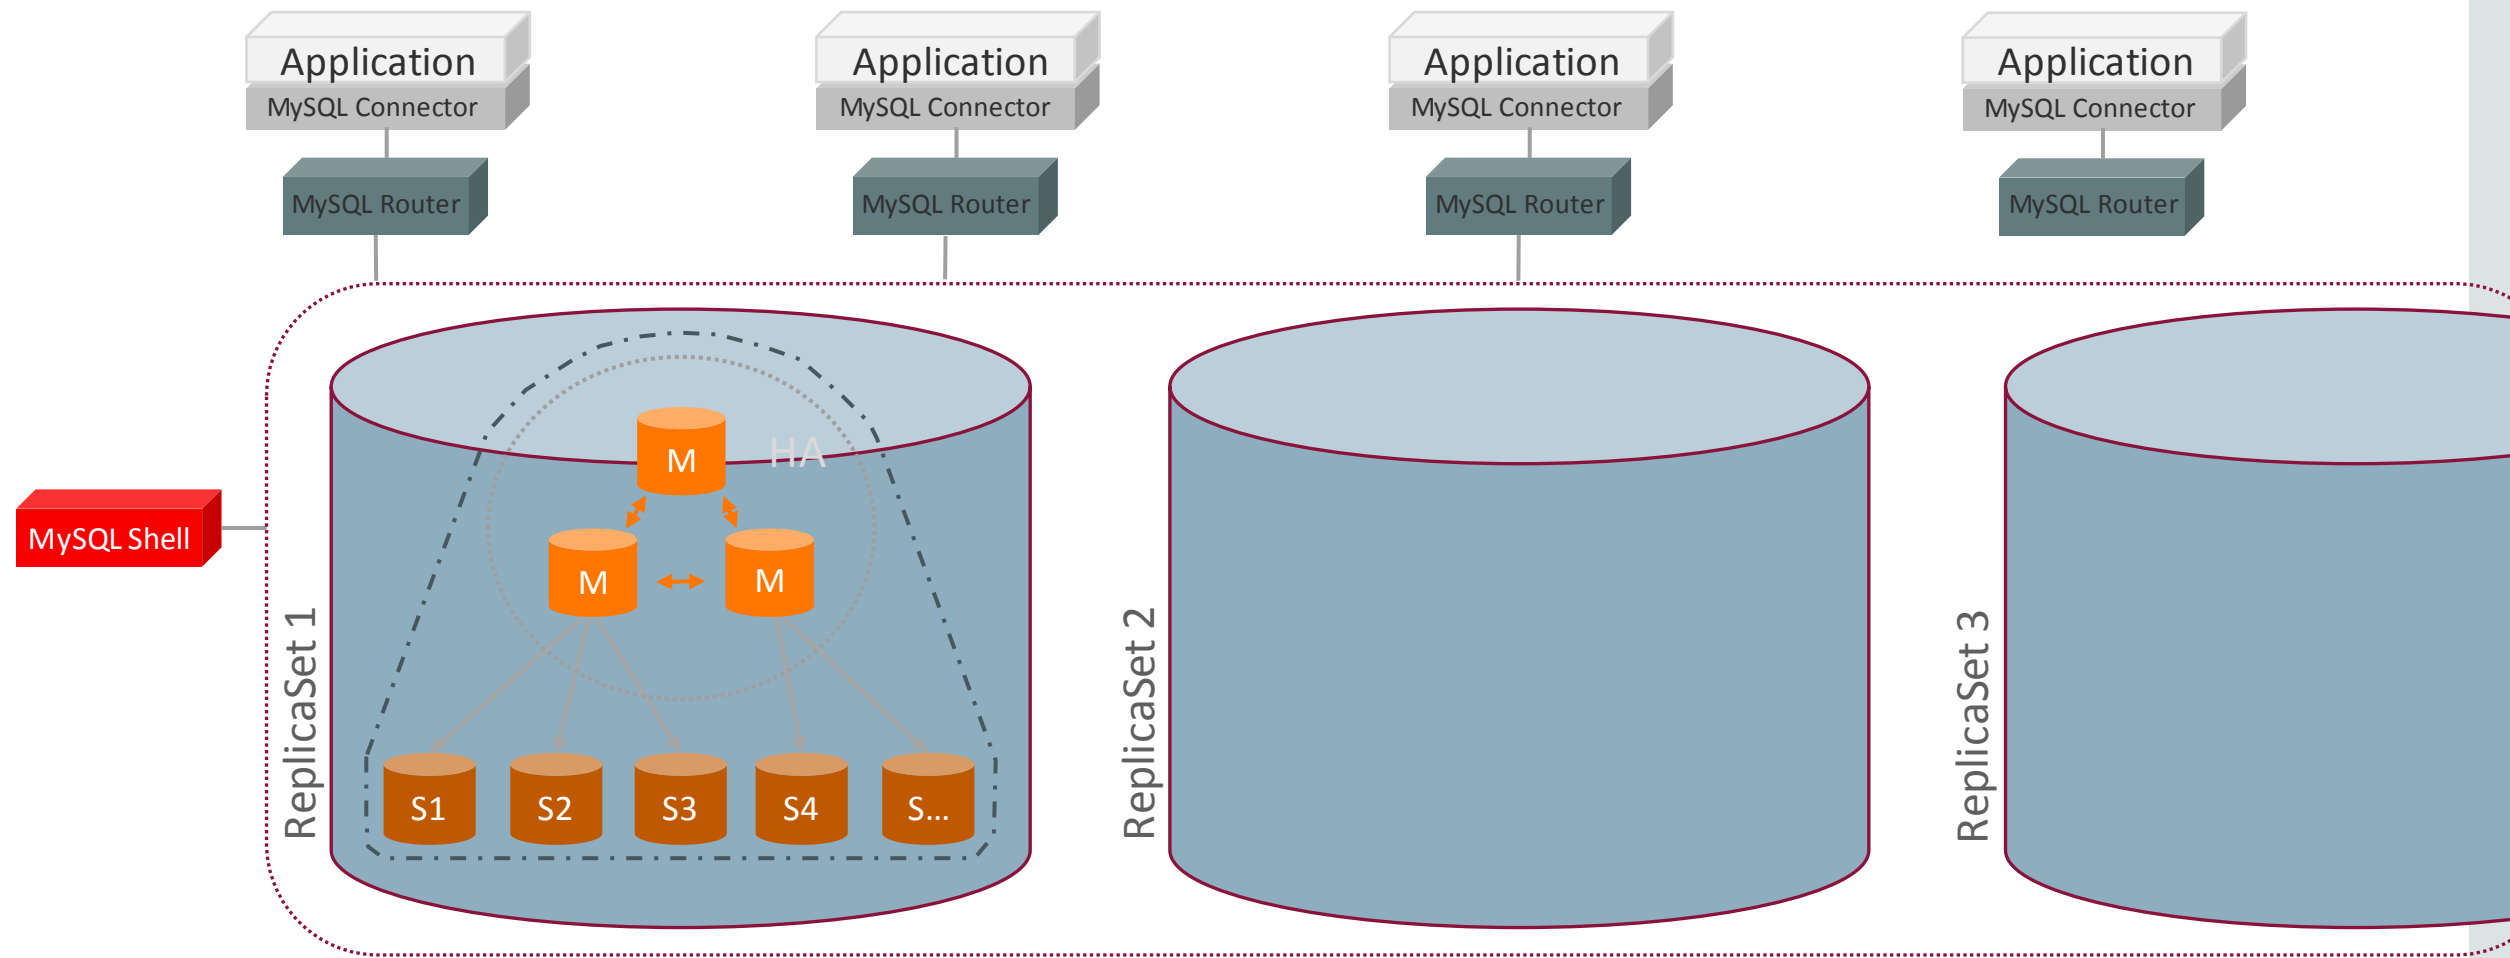 Application
MySQL Connector
MySQL Router
Application
MySQL Connector
MySQL Router
Application
MySQL Connector
MySQL Router
Application
MySQL Connector
MySQL Router
MySQL Shell
ReplicaSet 1
HA
M
M
M
S1
S2
S3
S4
S...
ReplicaSet 2
ReplicaSet 3